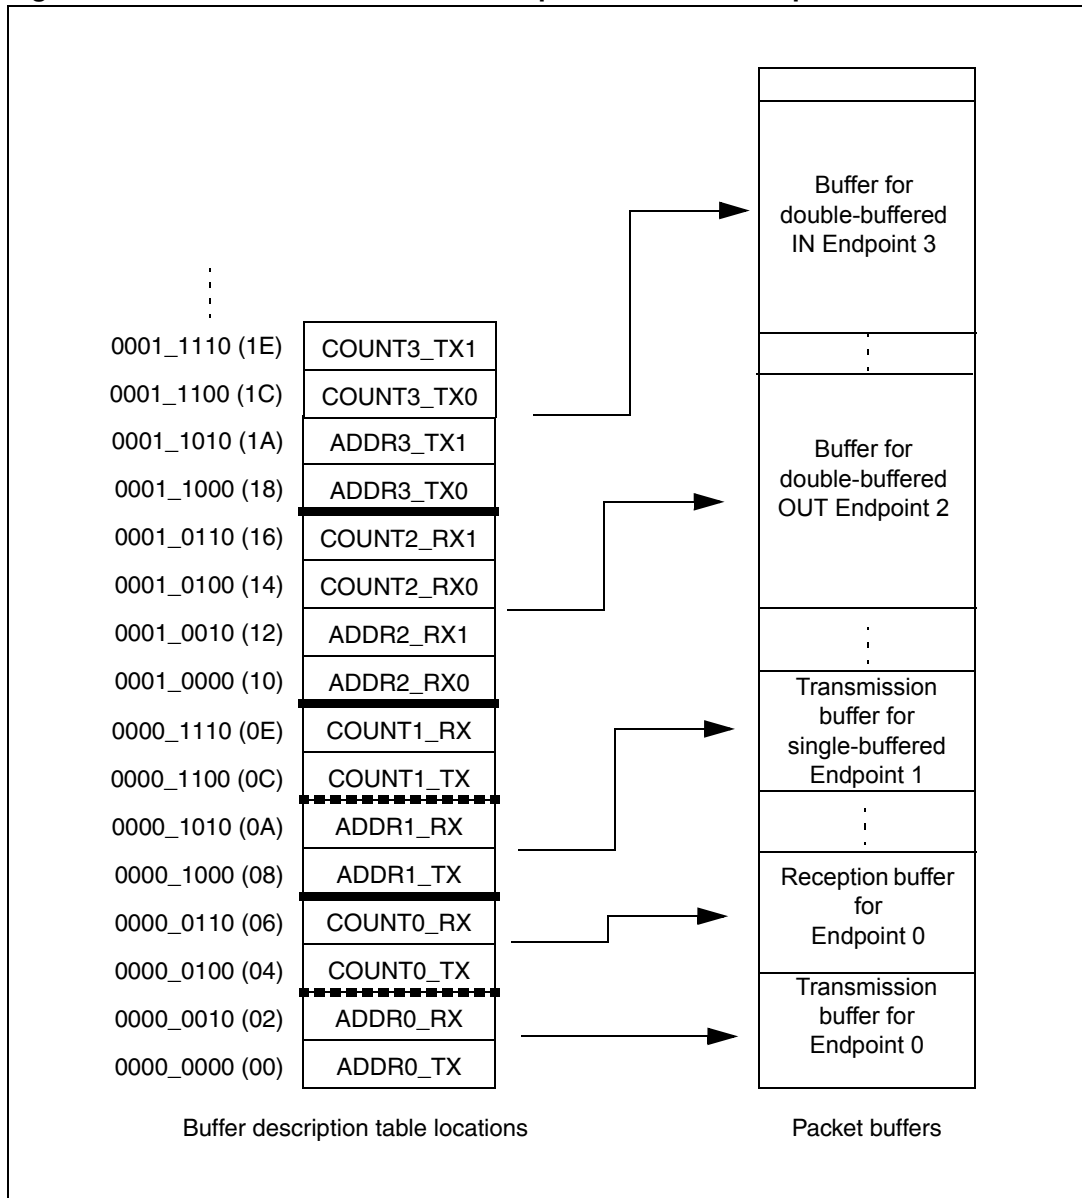 Buffer for
double-buffered
IN Endpoint 3
0001_1110 (1E) COUNT3_TX1
0001_1100 (1C) COUNT3_TX0
0001_1010 (1A) ADDR3_TX1
0001_1000 (18) ADDR3_TX0
0001_0110 (16) COUNT2_RX1
0001_0100 (14) COUNT2_RX0
0001_0010 (12) ADDR2_RX1
0001_0000 (10) ADDR2_RX0
0000_1110 (0E) COUNT1_RX
0000_1100 (0C) COUNT1_TX
0000_1010 (0A) ADDR1_RX
0000_1000 (08) ADDR1_TX
0000_0110 (06) COUNT0_RX
0000_0100 (04) COUNT0_TX
0000_0010 (02) ADDR0_RX
0000_0000 (00) ADDR0_TX
Buffer for
double-buffered
OUT Endpoint 2
Transmission
buffer for
single-buffered
Endpoint 1
Reception buffer
for
Endpoint 0
Transmission
buffer for
Endpoint 0
Buffer description table locations
Packet buffers